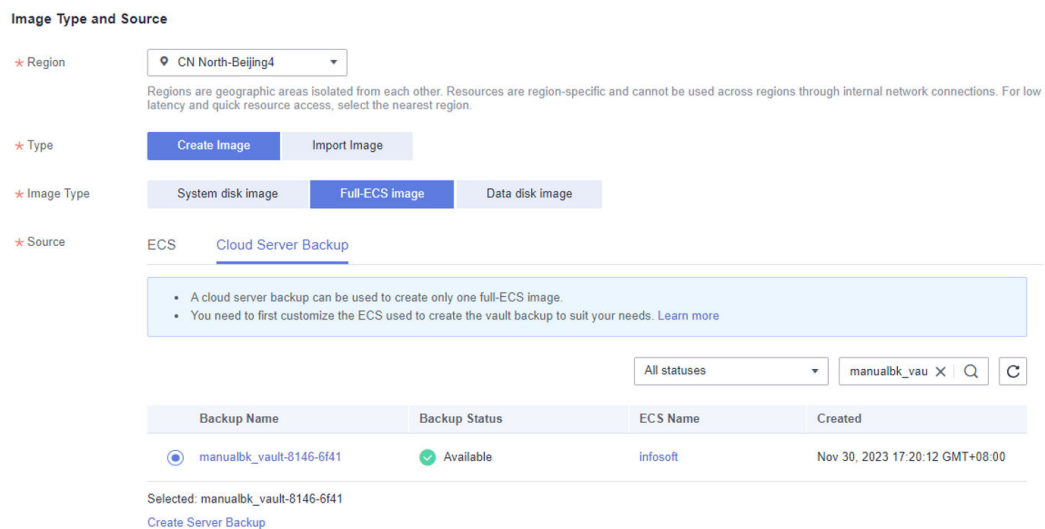 Image Type and Source
* Region
CN North-Beijing4
Regions are geographic areas isolated from each other. Resources are region-specific and cannot be used across regions through internal network connections. For low
latency and quick resource access, select the nearest region.
* Type
Create Image
Import Image
* Image Type
System disk image
Full-ECS image
Data disk image
* Source
ECS
Cloud Server Backup
• A cloud server backup can be used to create only one full-ECS image.
• You need to first customize the ECS used to create the vault backup to suit your needs. Learn more
All statuses
manualbk_vau
Backup Name
Backup Status
ECS Name
Created
manualbk_vault-8146-6f41
Available
infosoft
Nov 30, 2023 17:20:12 GMT+08:00
Selected: manualbk_vault-8146-6f41
Create Server Backup